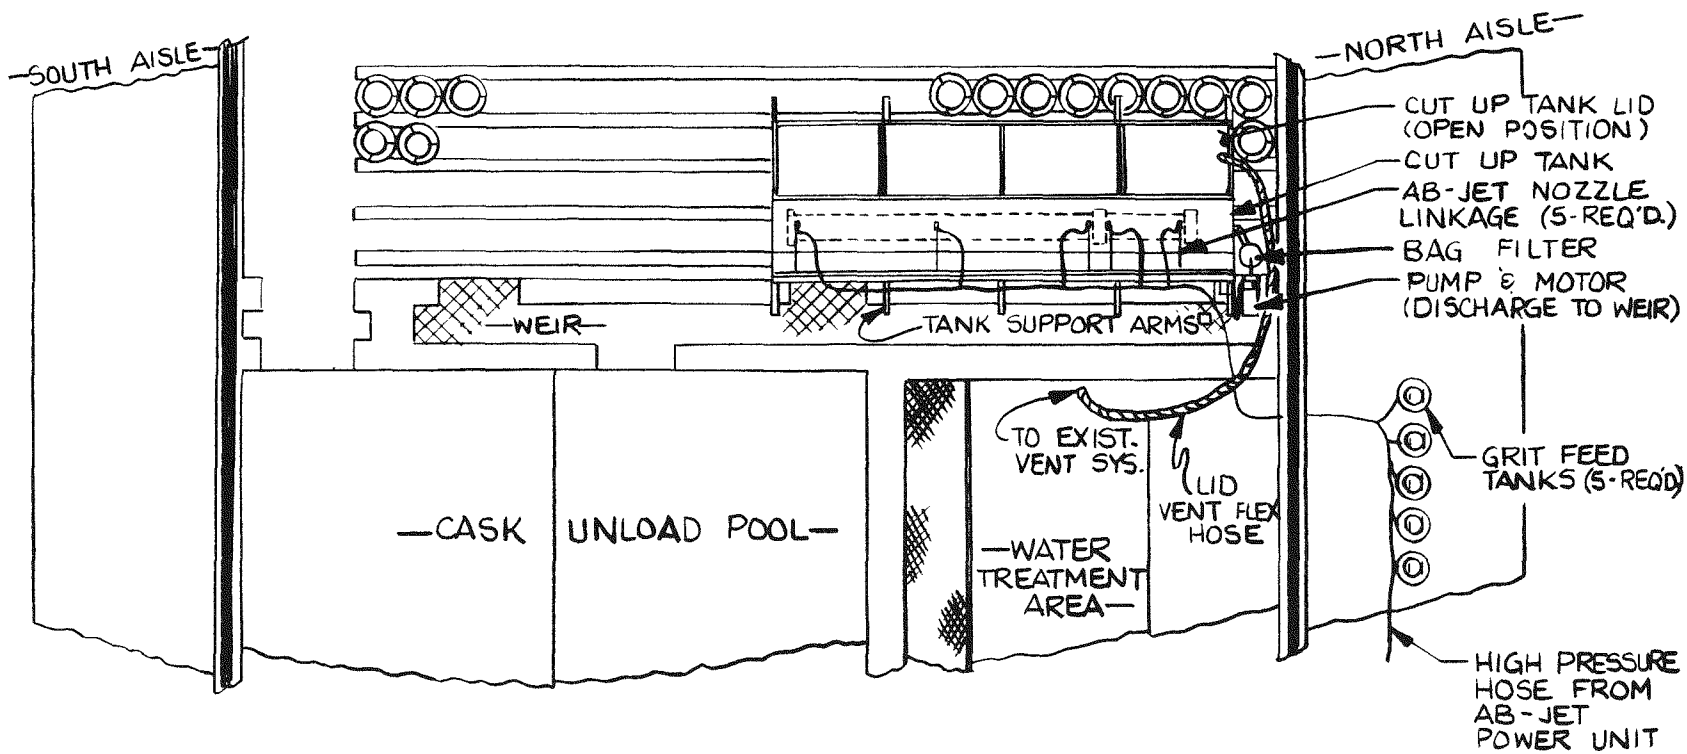 SOUTH AISLE
NORTH AISLE
CUT UP TANK LID
(OPEN POSITION)
CUT UP TANK
AB-JET NOZZLE
LINKAGE (5-REQ'D.)
BAG FILTER
PUMP & MOTOR
(DISCHARGE TO WEIR)
WEIR
TANK SUPPORT ARMS
TO EXIST.
VENT SYS.
LID
VENT FLEX
HOSE
GRIT FEED
TANKS (5-REQ'D)
CASK UNLOAD POOL
WATER
TREATMENT
AREA
HIGH PRESSURE
HOSE FROM
AB-JET
POWER UNIT